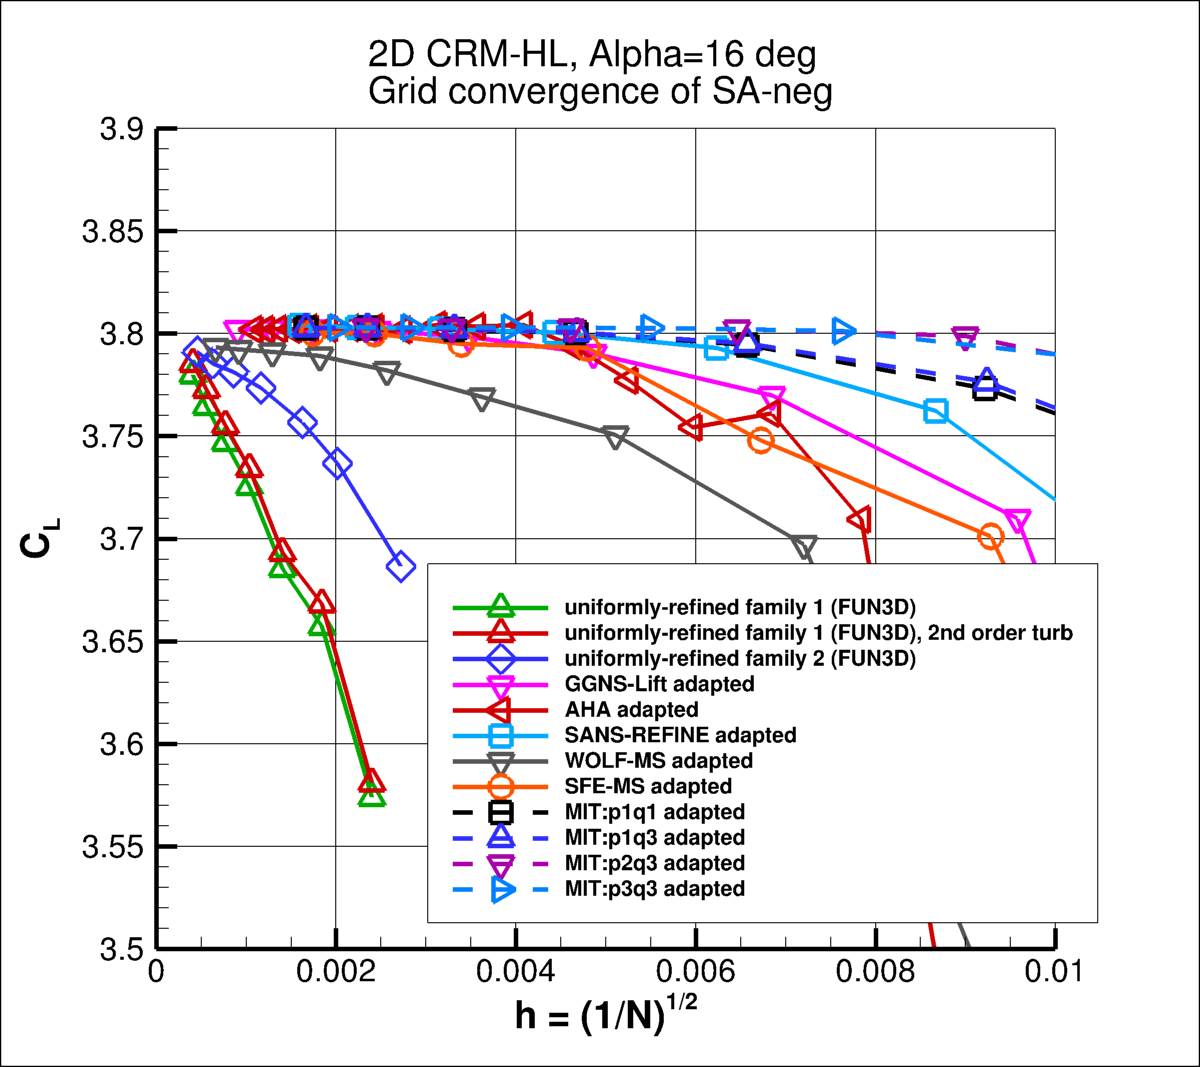 2D CRM-HL, Alpha=16 deg
Grid convergence of SA-neg
3.9
3.85
3.8
3.75
3.7
3.65
3.6
3.55
3.5
C_L
uniformly-refined family 1 (FUN3D)
uniformly-refined family 1 (FUN3D), 2nd order turb
uniformly-refined family 2 (FUN3D)
GGNS-Lift adapted
AHA adapted
SANS-REFINE adapted
WOLF-MS adapted
SFE-MS adapted
MIT:p1q1 adapted
MIT:p1q3 adapted
MIT:p2q3 adapted
MIT:p3q3 adapted
0 0.002 0.004 0.006 0.008 0.01
h = (1/N)^1/2